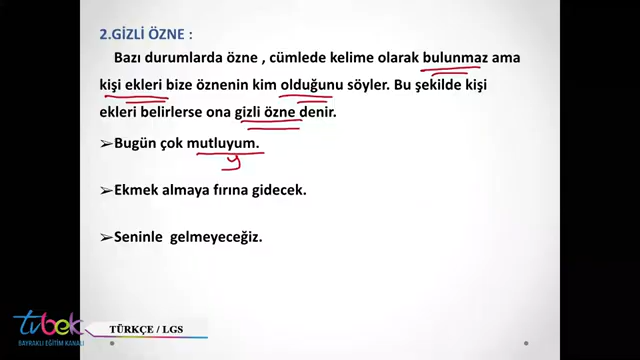 2.GİZLİ ÖZNE :
Bazı durumlarda özne , cümlede kelime olarak bulunmaz ama
kişi ekleri bize öznenin kim olduğunu söyler. Bu şekilde kişi
ekleri belirlerse ona gizli özne denir.
➢Bugün çok mutluyum.
y
➢Ekmek almaya fırına gidecek.
➢Seninle gelmeyeceğiz.
tvbek
BAYRAKLI EĞİTİM KANALI
TÜRKÇE / LGS